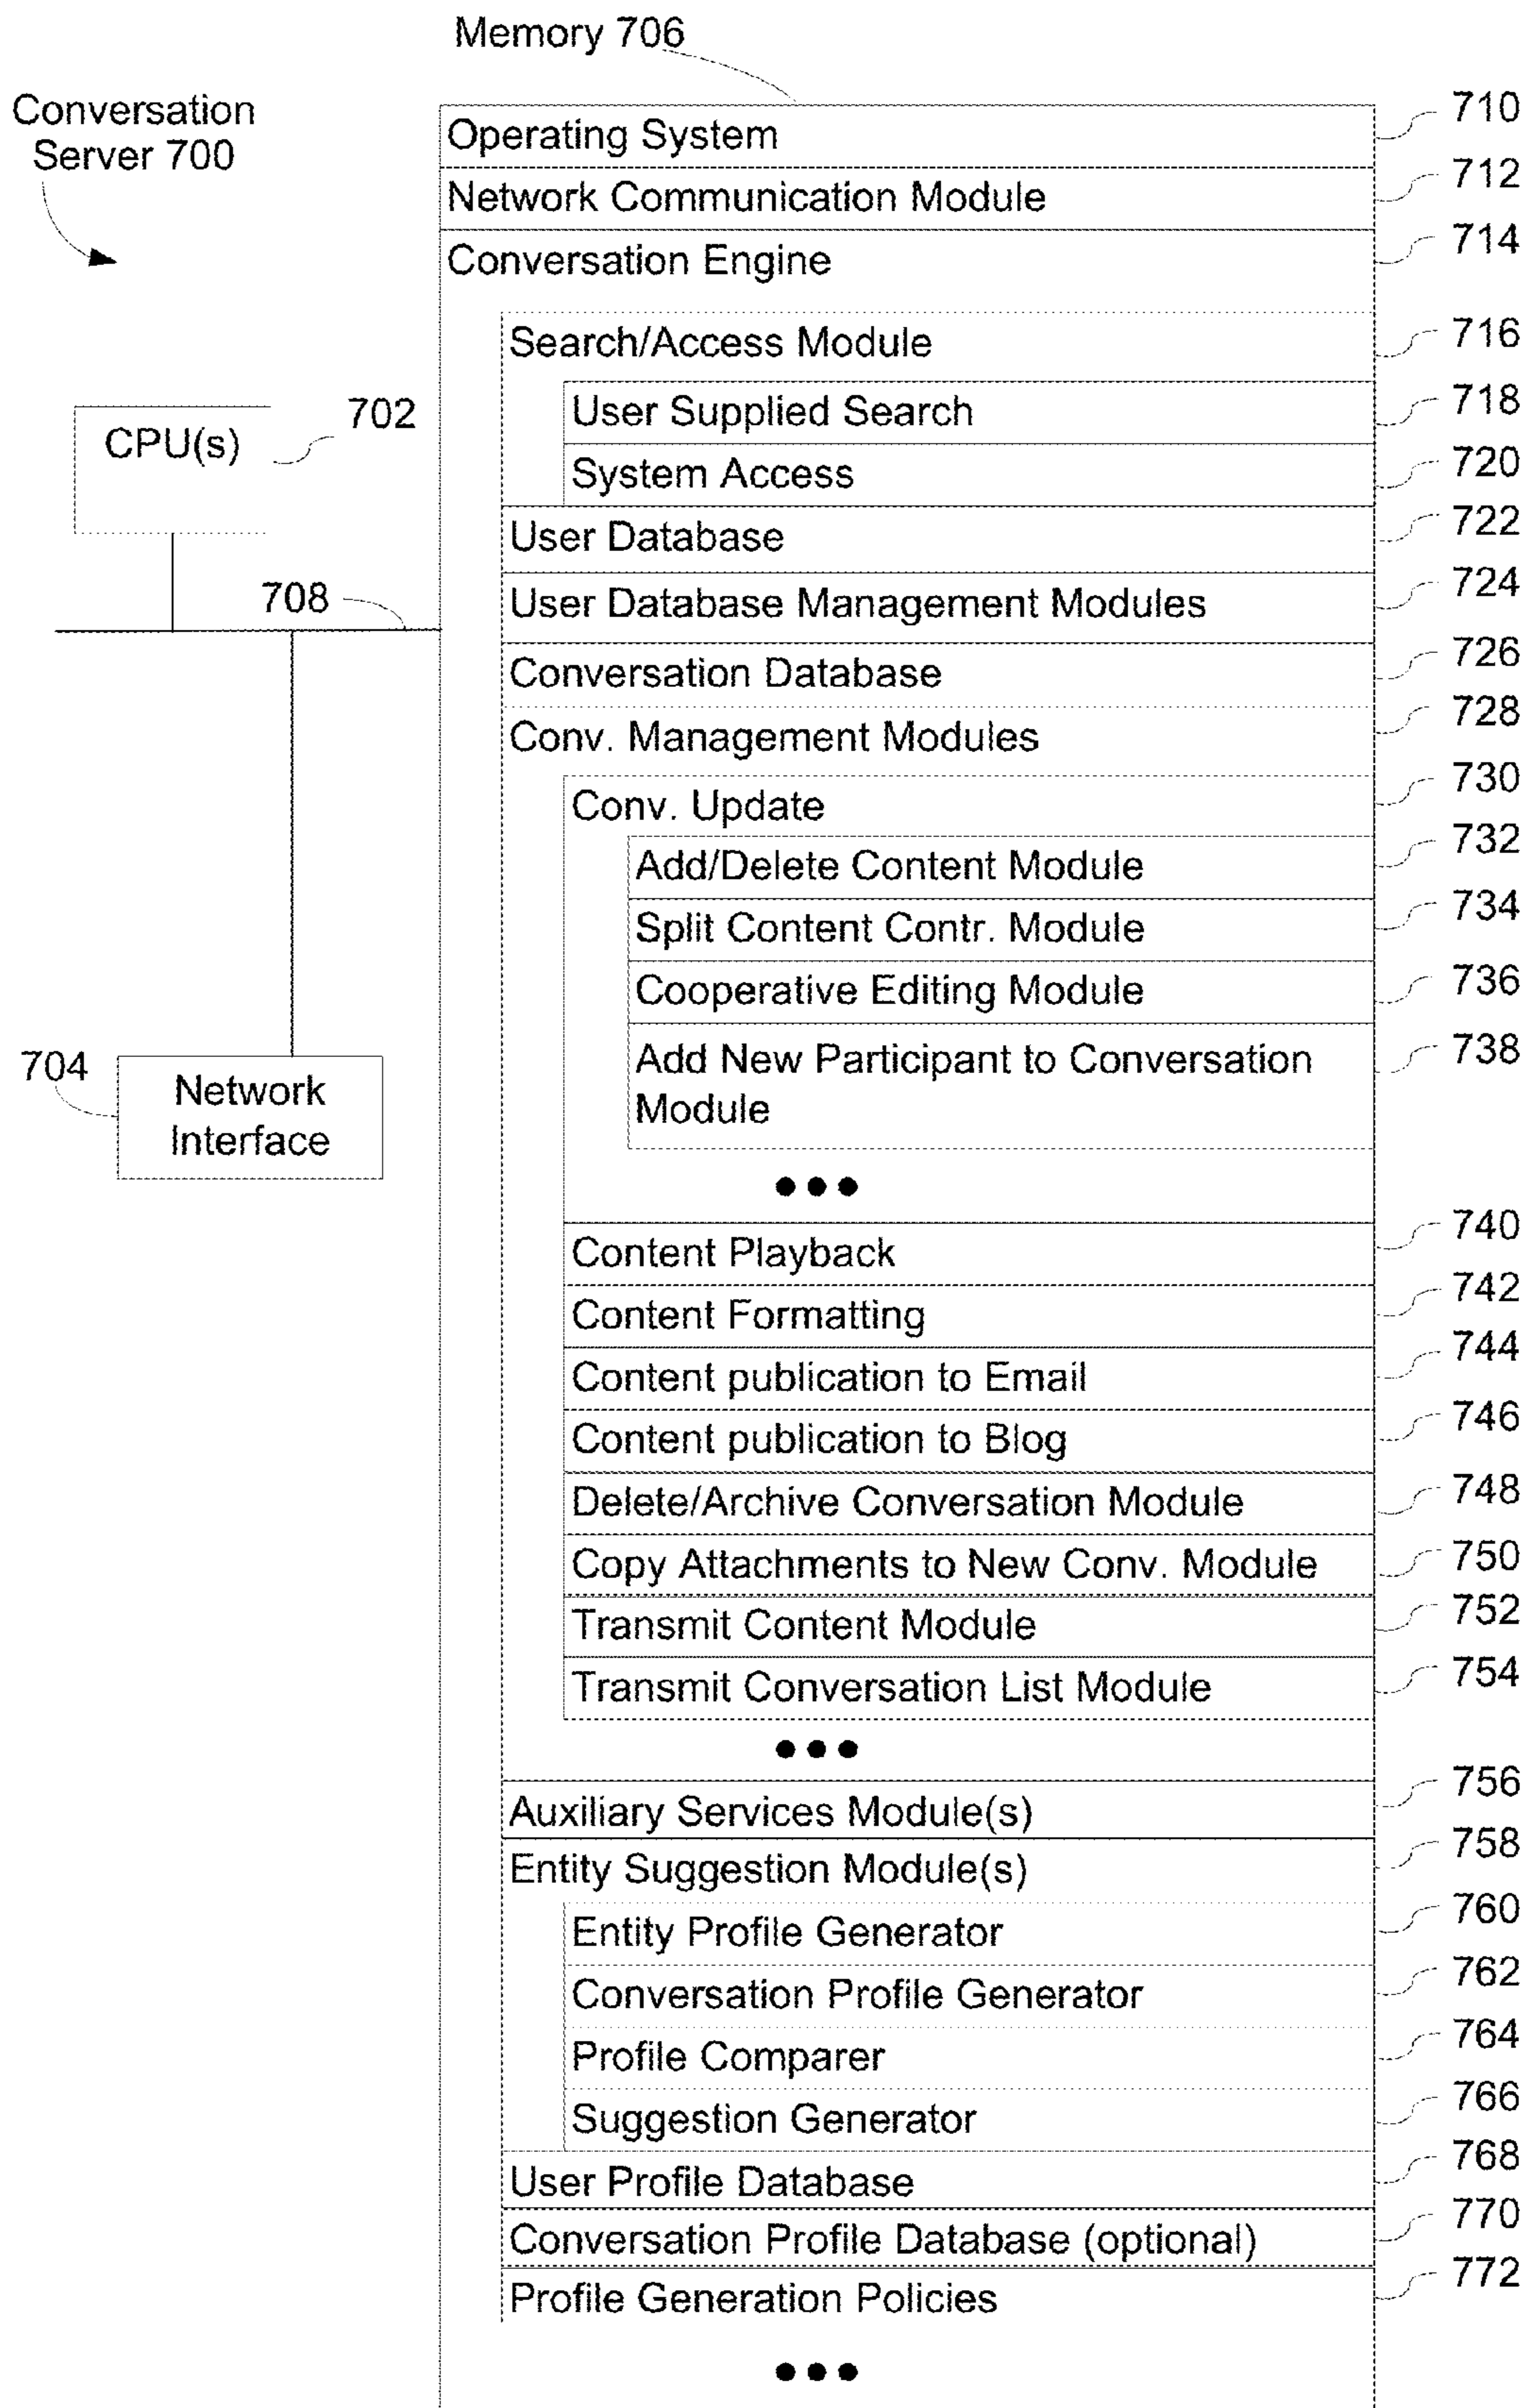 Memory 706
Conversation
Server 700
Operating System 710
Network Communication Module 712
Conversation Engine 714
Search/Access Module 716
User Supplied Search 718
System Access 720
User Database 722
User Database Management Modules 724
Conversation Database 726
Conv. Management Modules 728
Conv. Update 730
Add/Delete Content Module 732
Split Content Contr. Module 734
Cooperative Editing Module 736
Add New Participant to Conversation 738
Module
Content Playback 740
Content Formatting 742
Content publication to Email 744
Content publication to Blog 746
Delete/Archive Conversation Module 748
Copy Attachments to New Conv. Module 750
Transmit Content Module 752
Transmit Conversation List Module 754
Auxiliary Services Module(s) 756
Entity Suggestion Module(s) 758
Entity Profile Generator 760
Conversation Profile Generator 762
Profile Comparer 764
Suggestion Generator 766
User Profile Database 768
Conversation Profile Database (optional) 770
Profile Generation Policies 772
CPU(s) 702
708
704
Network
Interface